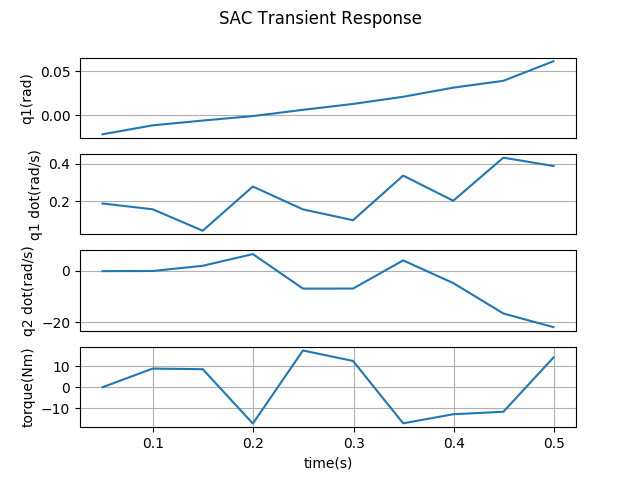 SAC Transient Response
q1(rad)
0.05
0.00
q1 dot(rad/s)
0.4
0.2
q2 dot(rad/s)
0
−20
torque(Nm)
10
0
−10
0.1 0.2 0.3 0.4 0.5
time(s)